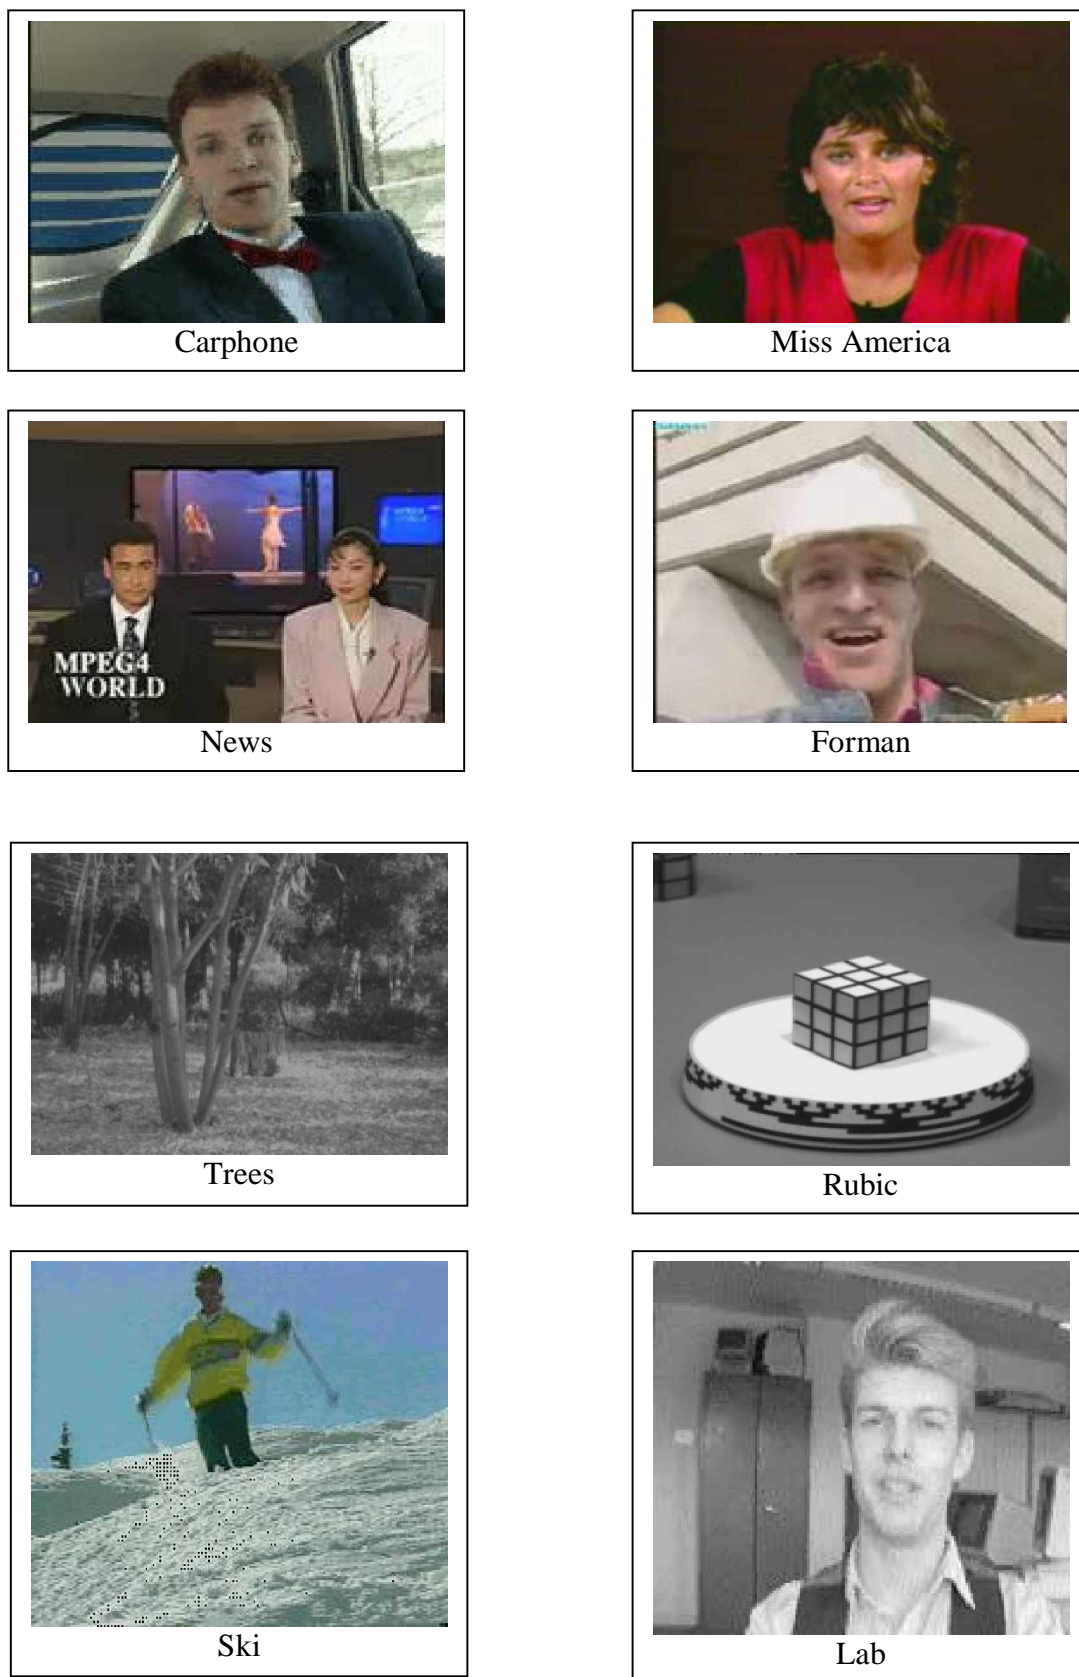 Carphone
Miss America
MPEG4
WORLD
News
Forman
Trees
Rubic
Ski
Lab